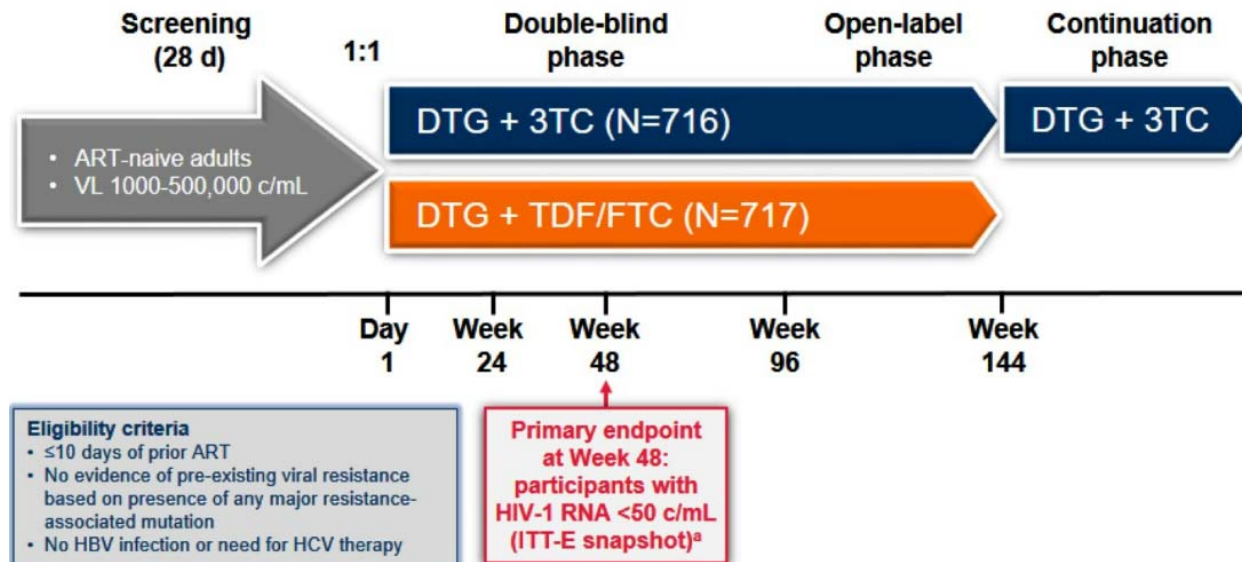 Screening
(28 d)
1:1
Double-blind
phase
Open-label
phase
Continuation
phase
• ART-naive adults
• VL 1000-500,000 c/mL
DTG + 3TC (N=716)
DTG + 3TC
DTG + TDF/FTC (N=717)
Day
1
Week
24
Week
48
Week
96
Week
144
Eligibility criteria
• ≤10 days of prior ART
• No evidence of pre-existing viral resistance
based on presence of any major resistance-
associated mutation
• No HBV infection or need for HCV therapy
Primary endpoint
at Week 48:
participants with
HIV-1 RNA <50 c/mL
(ITT-E snapshot)ª